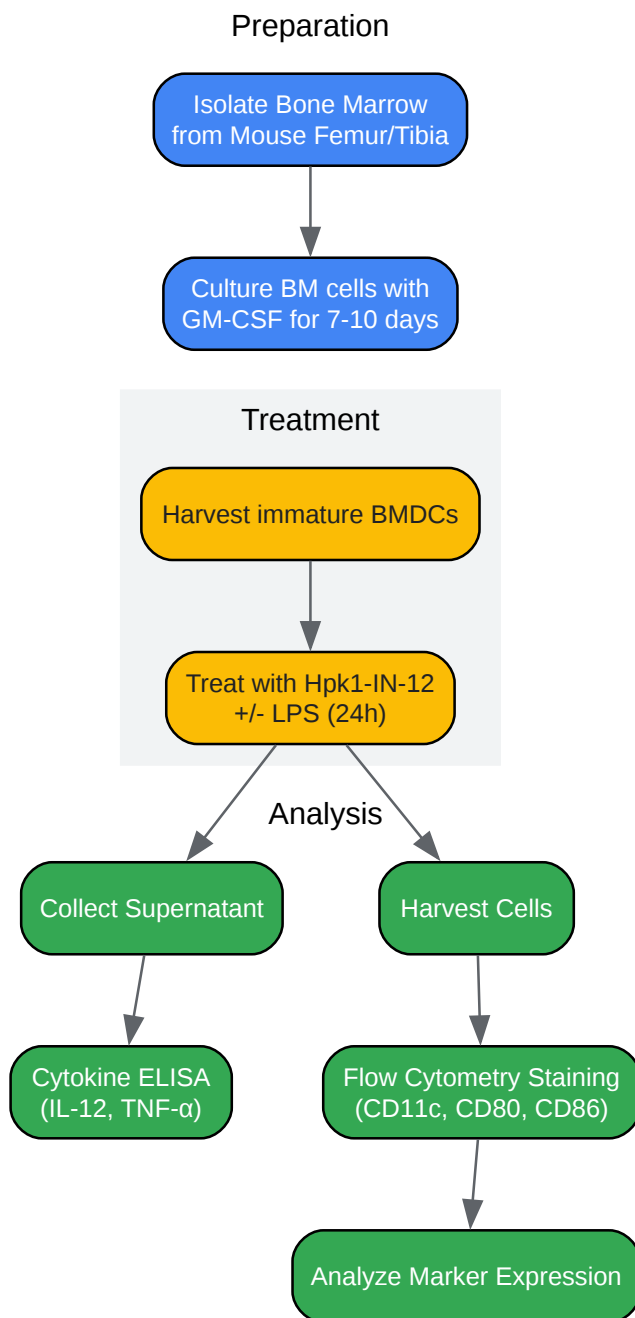 Preparation
Isolate Bone Marrow
from Mouse Femur/Tibia
Culture BM cells with
GM-CSF for 7-10 days
Treatment
Harvest immature BMDCs
Treat with Hpk1-IN-12
+/- LPS (24h)
Analysis
Collect Supernatant
Harvest Cells
Cytokine ELISA
(IL-12, TNF-α)
Flow Cytometry Staining
(CD11c, CD80, CD86)
Analyze Marker Expression